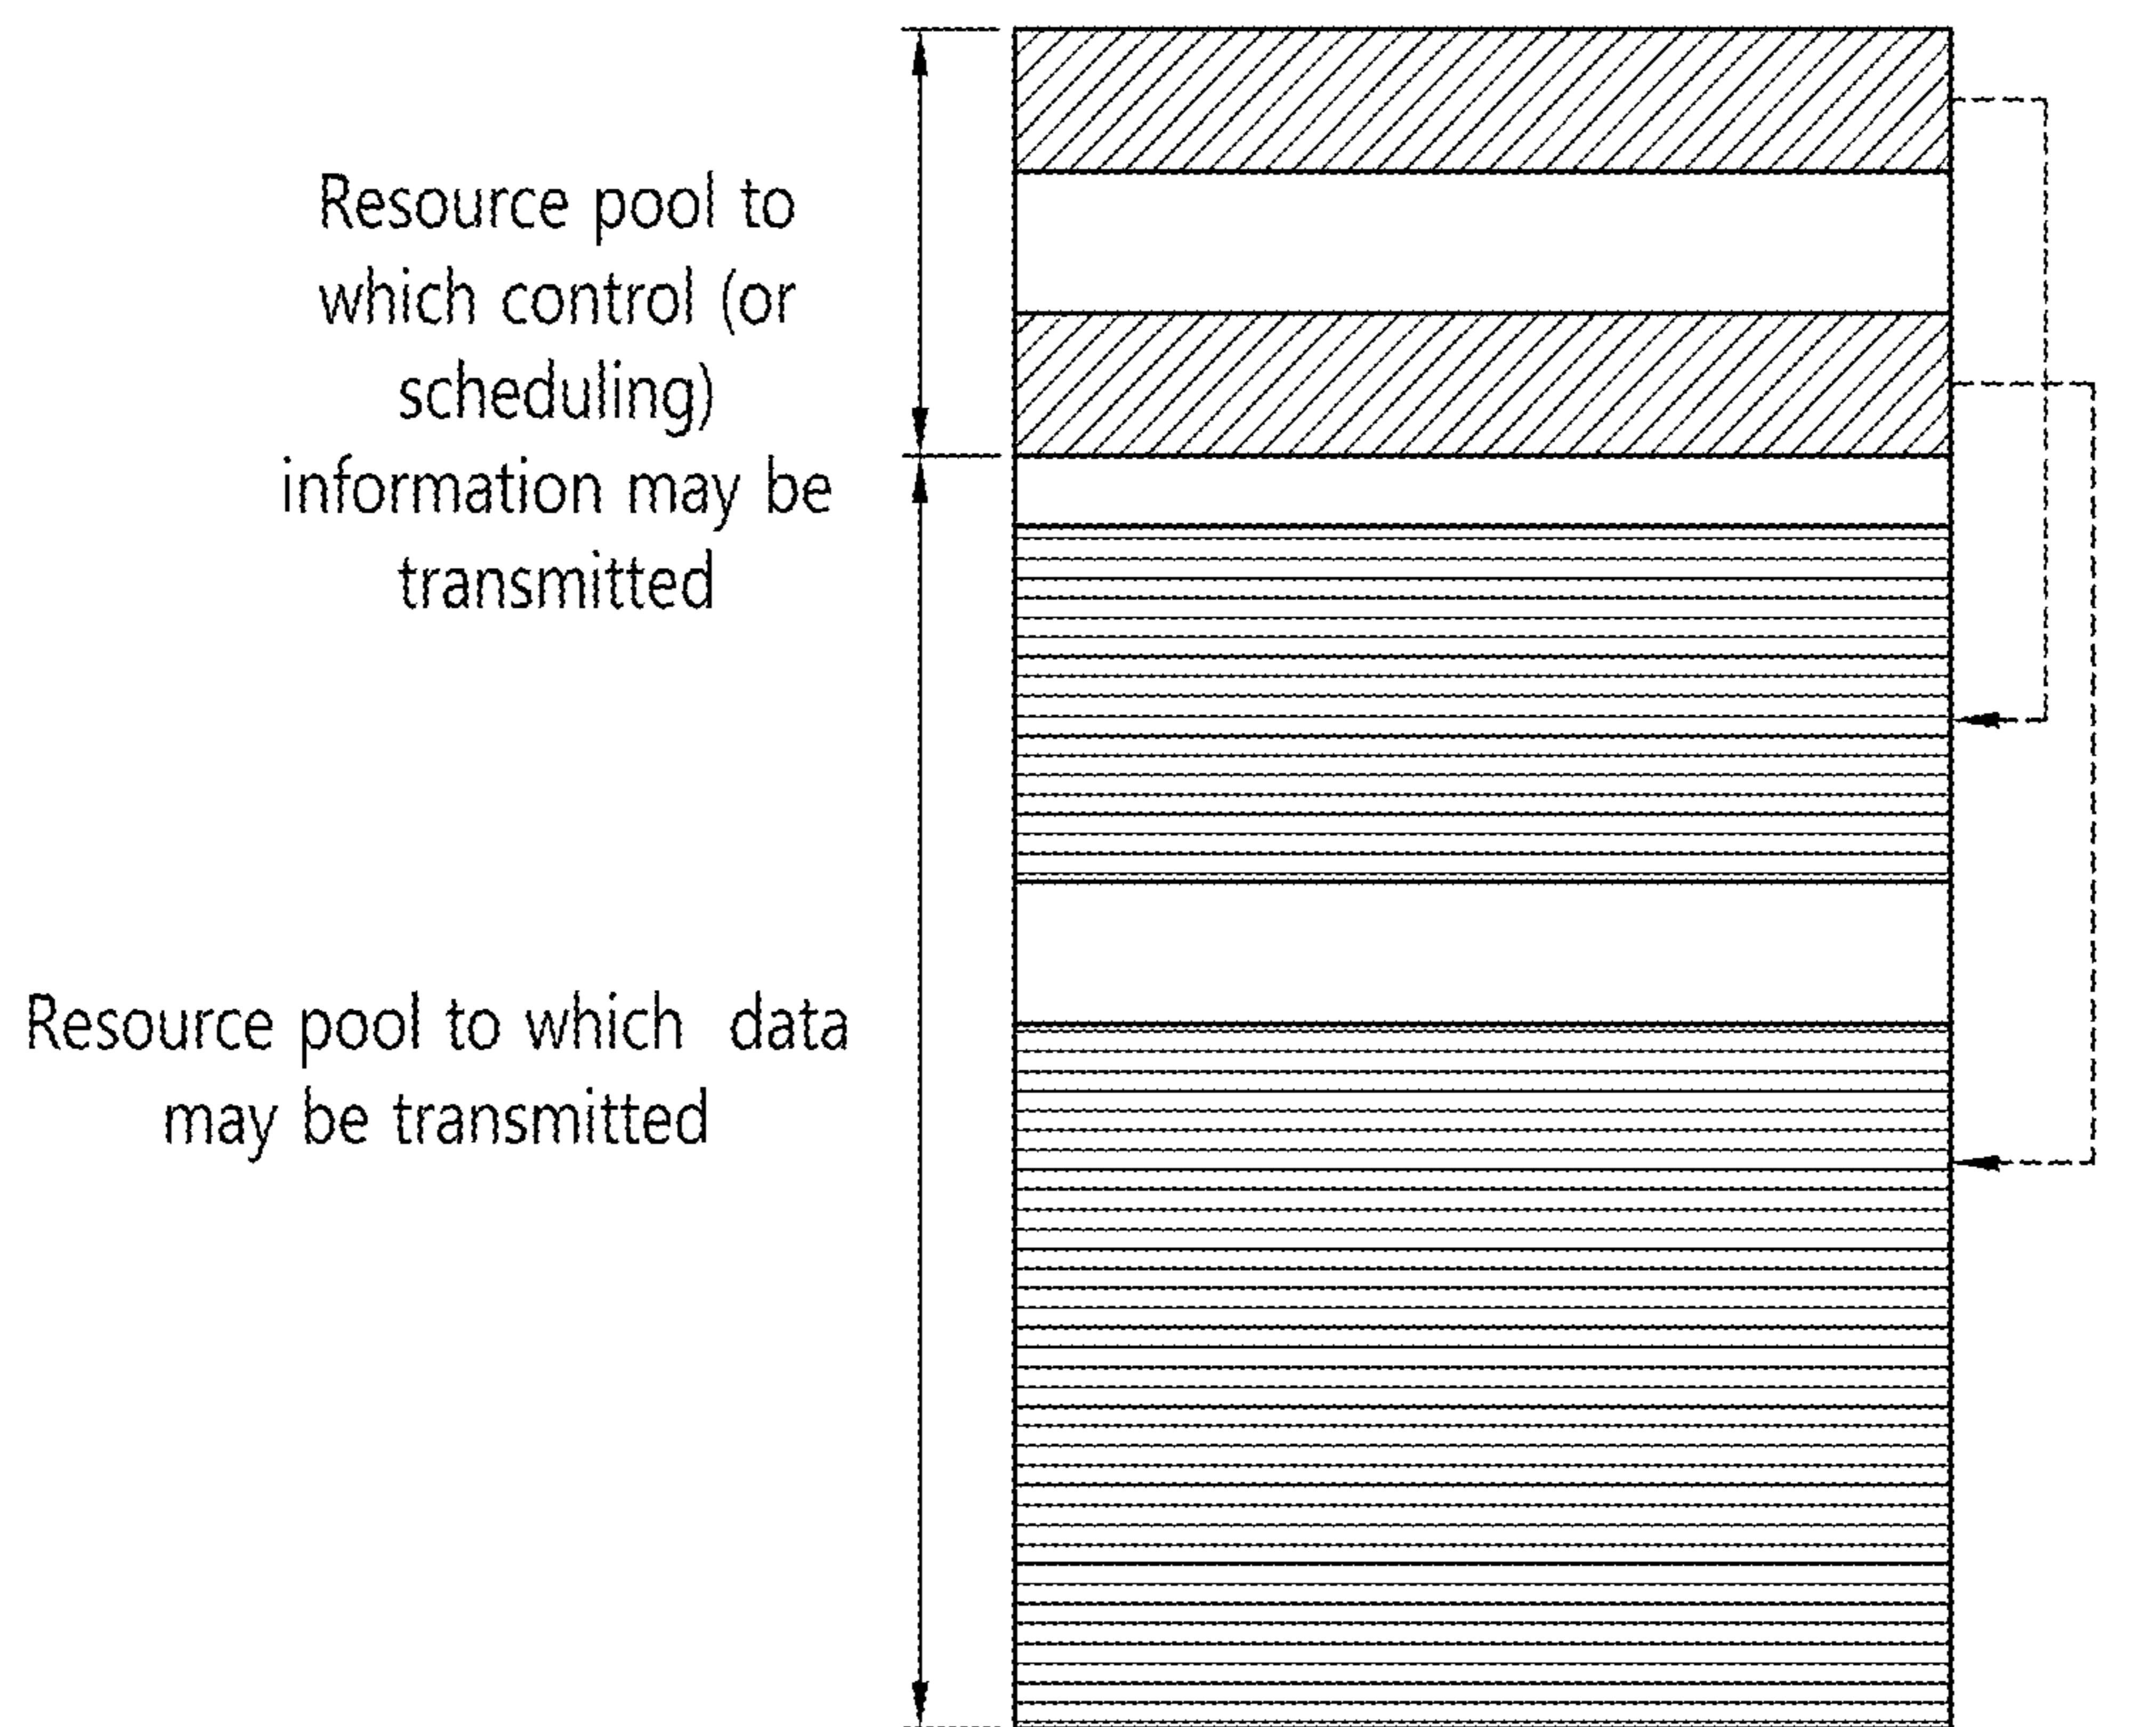 Resource pool to
which control (or
scheduling)
information may be
transmitted
Resource pool to which data
may be transmitted